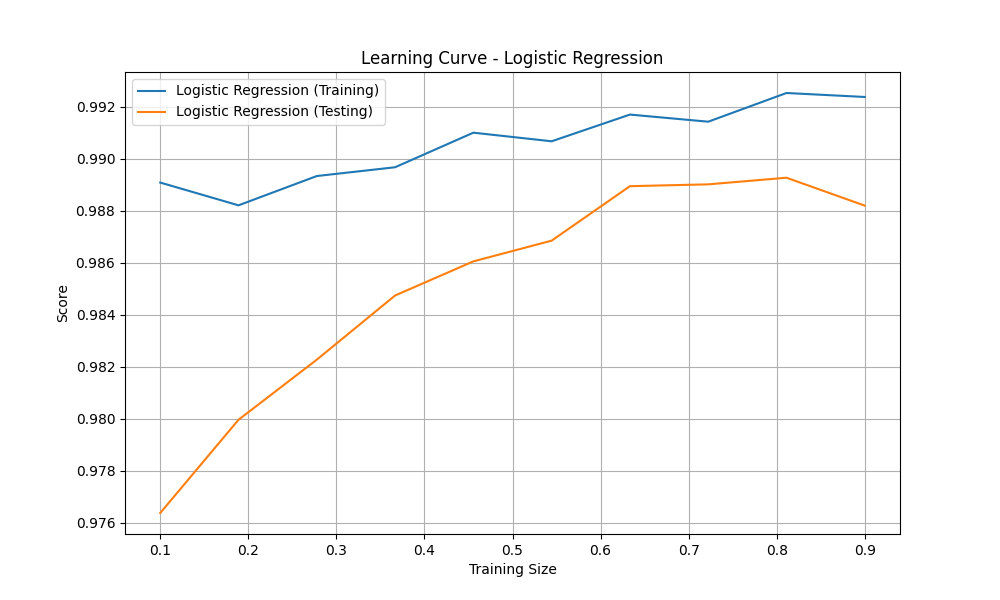 Learning Curve - Logistic Regression
Logistic Regression (Training)
Logistic Regression (Testing)
0.992
0.990
0.988
0.986
0.984
0.982
0.980
0.978
0.976
Score
0.1 0.2 0.3 0.4 0.5 0.6 0.7 0.8 0.9
Training Size